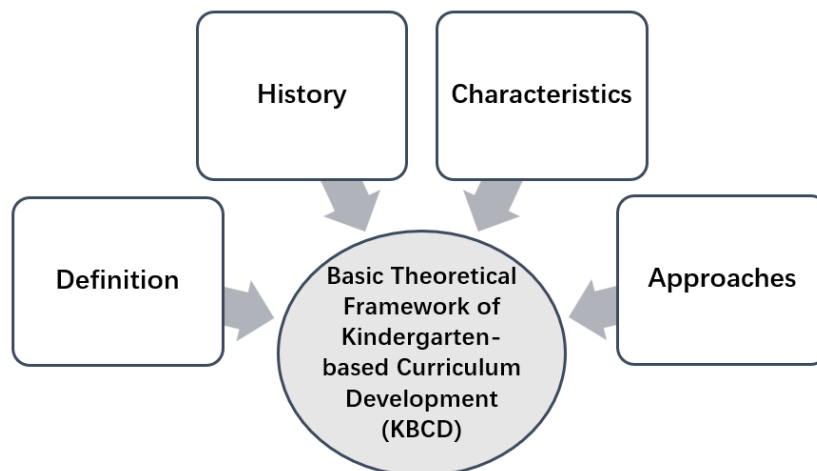 History
Characteristics
Definition
Approaches
Basic Theoretical
Framework of
Kindergarten-
based Curriculum
Development
(KBCD)